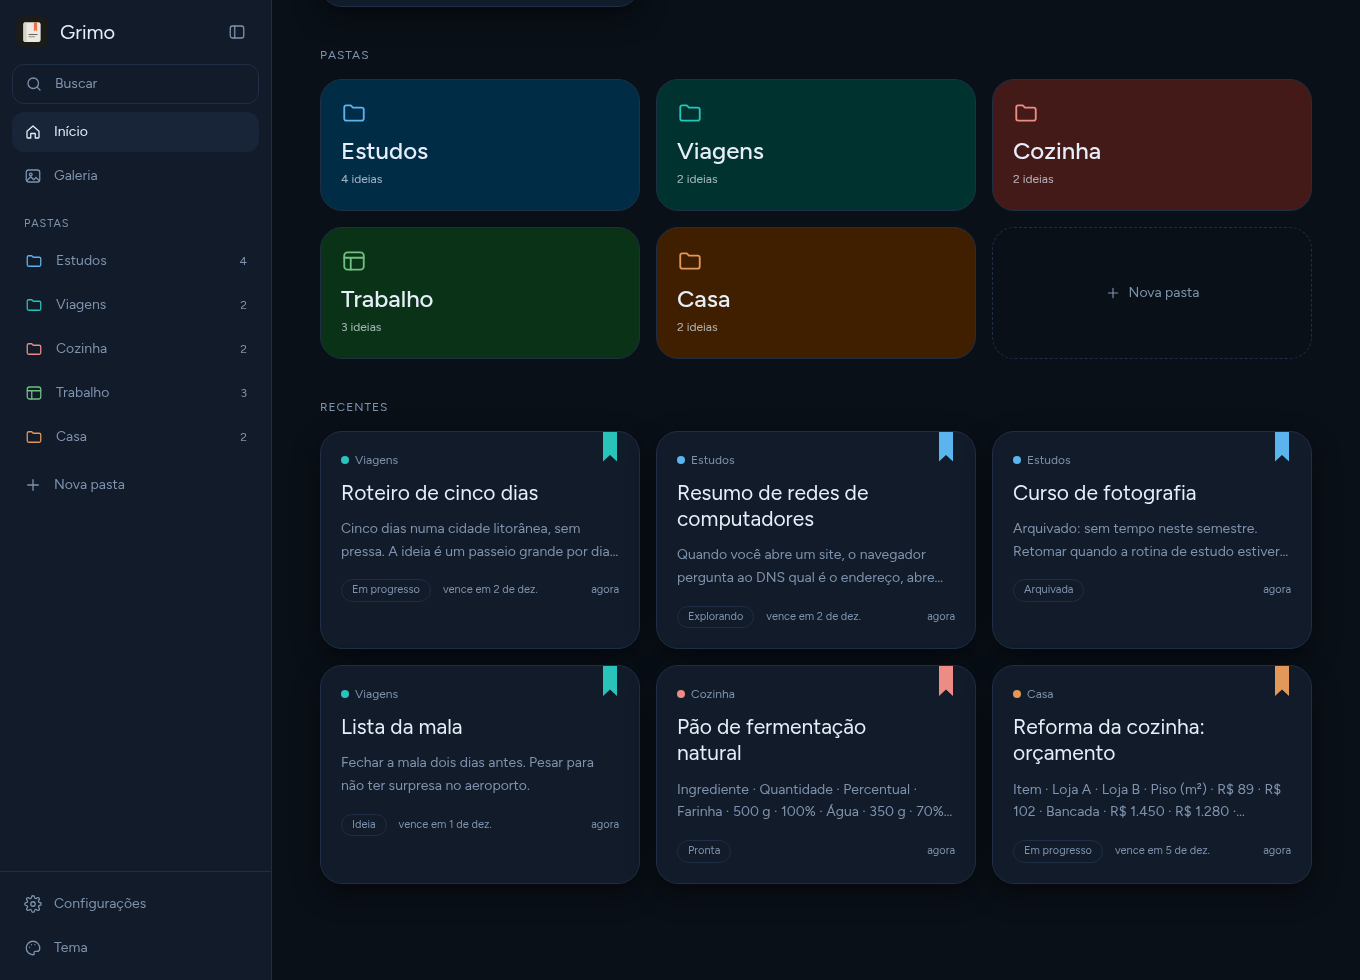 Grimo
Buscar
Início
Galeria
PASTAS
Estudos 4
Viagens 2
Cozinha 2
Trabalho 3
Casa 2
Nova pasta
Configurações
Tema
PASTAS
Estudos
4 ideias
Viagens
2 ideias
Cozinha
2 ideias
Trabalho
3 ideias
Casa
2 ideias
Nova pasta
RECENTES
Viagens
Roteiro de cinco dias
Cinco dias numa cidade litorânea, sem
pressa. A ideia é um passeio grande por dia...
Em progresso vence em 2 de dez. agora
Estudos
Resumo de redes de
computadores
Quando você abre um site, o navegador
pergunta ao DNS qual é o endereço, abre...
Explorando vence em 2 de dez. agora
Estudos
Curso de fotografia
Arquivado: sem tempo neste semestre.
Retomar quando a rotina de estudo estiver...
Arquivada agora
Viagens
Lista da mala
Fechar a mala dois dias antes. Pesar para
não ter surpresa no aeroporto.
Ideia vence em 1 de dez. agora
Cozinha
Pão de fermentação
natural
Ingrediente · Quantidade · Percentual ·
Farinha · 500 g · 100% · Água · 350 g · 70%...
Pronta agora
Casa
Reforma da cozinha:
orçamento
Item · Loja A · Loja B · Piso (m²) · R$ 89 · R$
102 · Bancada · R$ 1.450 · R$ 1.280 ·...
Em progresso vence em 5 de dez. agora